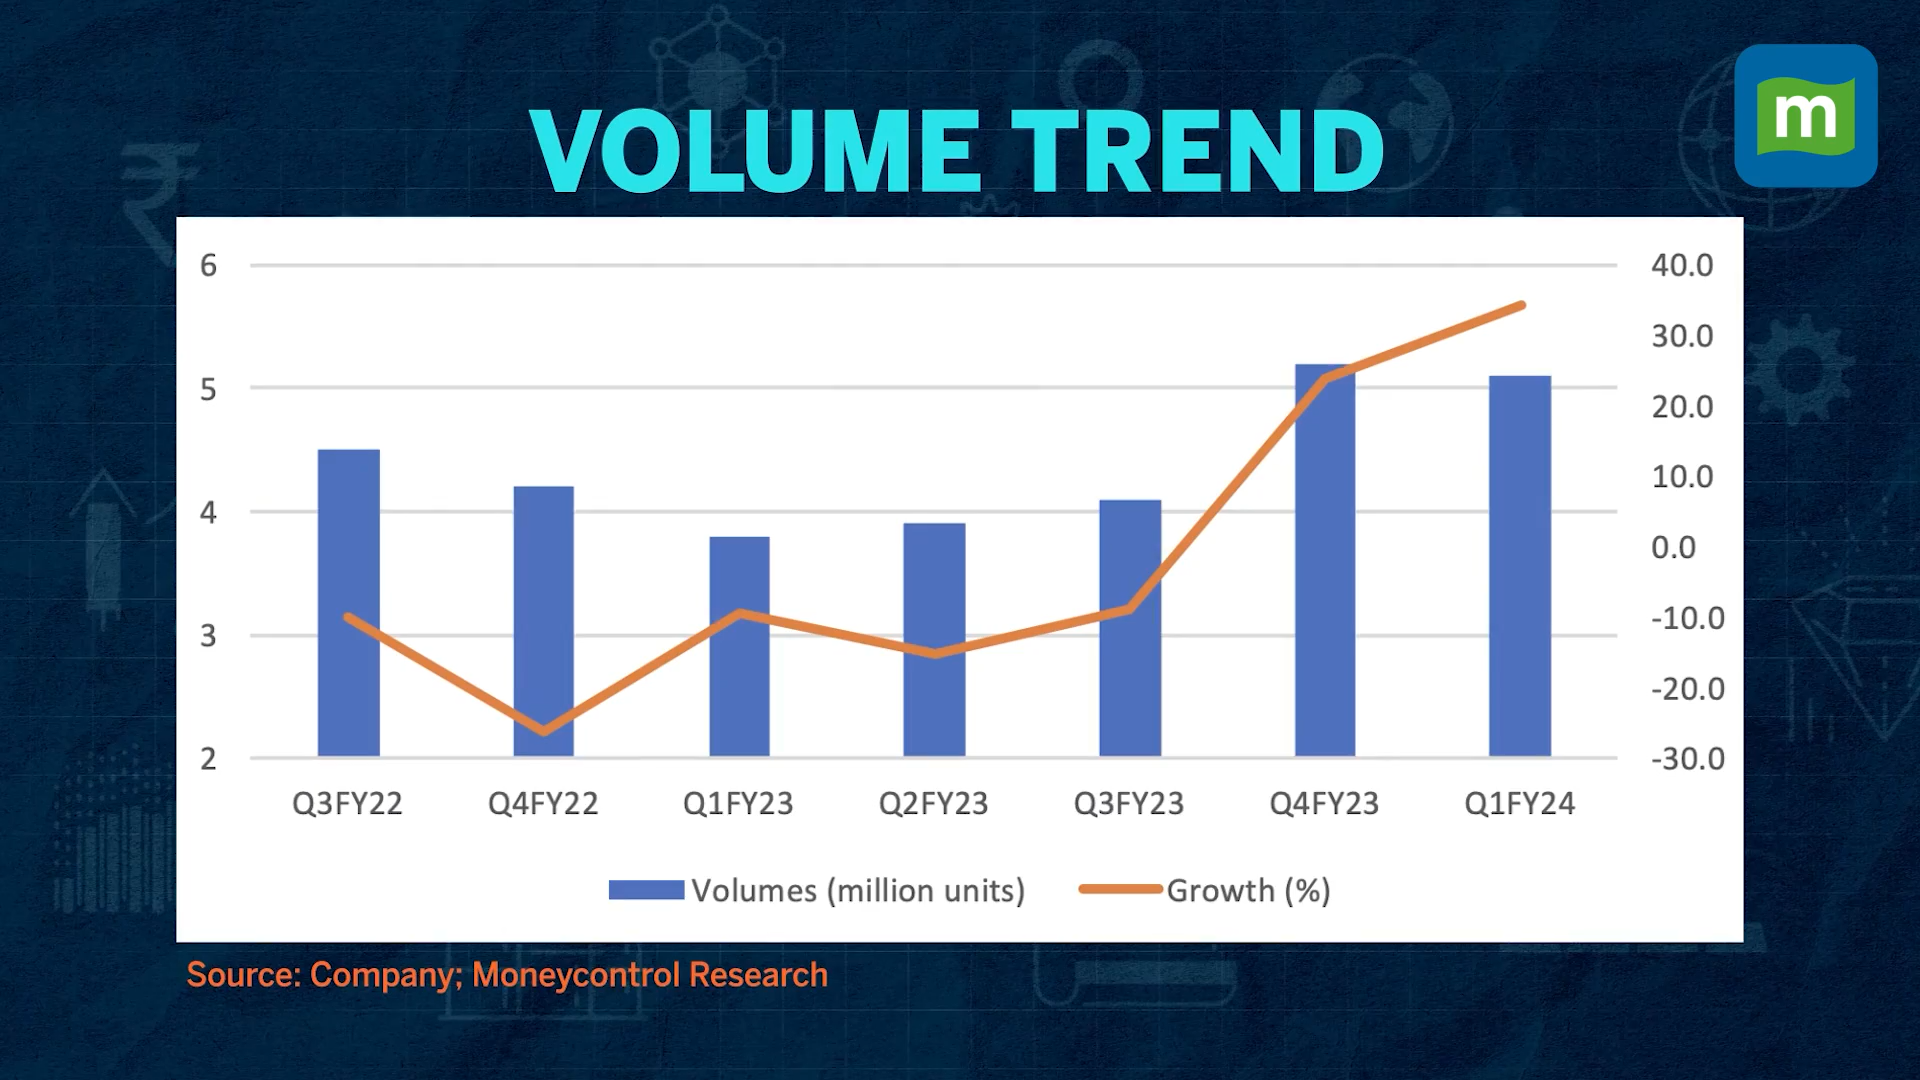 m
VOLUME TREND
6
5
4
3
2
40.0
30.0
20.0
10.0
0.0
-10.0
-20.0
-30.0
Q3FY22 Q4FY22 Q1FY23 Q2FY23 Q3FY23 Q4FY23 Q1FY24
Volumes (million units) Growth (%)
Source: Company; Moneycontrol Research